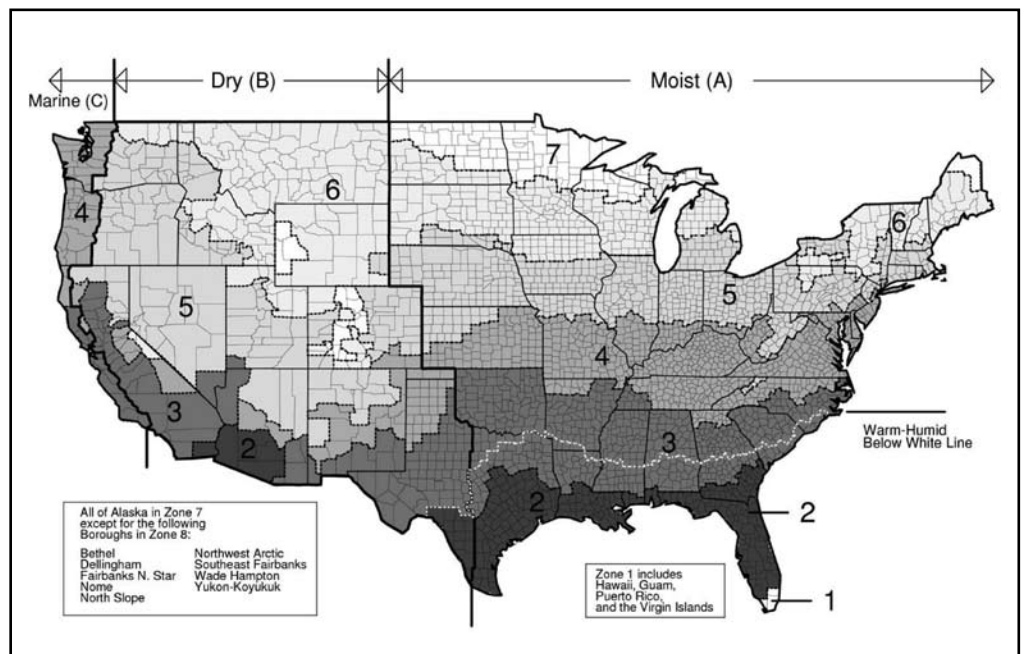 Marine (C)
Dry (B)
Moist (A)
7
6
4
6
5
5
4
3
3
2
2
Warm-Humid
Below White Line
2
1
All of Alaska in Zone 7
except for the following
Boroughs in Zone 8:
Bethel
Dellingham
Fairbanks N. Star
Nome
North Slope
Northwest Arctic
Southeast Fairbanks
Wade Hampton
Yukon-Koyukuk
Zone 1 includes
Hawaii, Guam,
Puerto Rico,
and the Virgin Islands